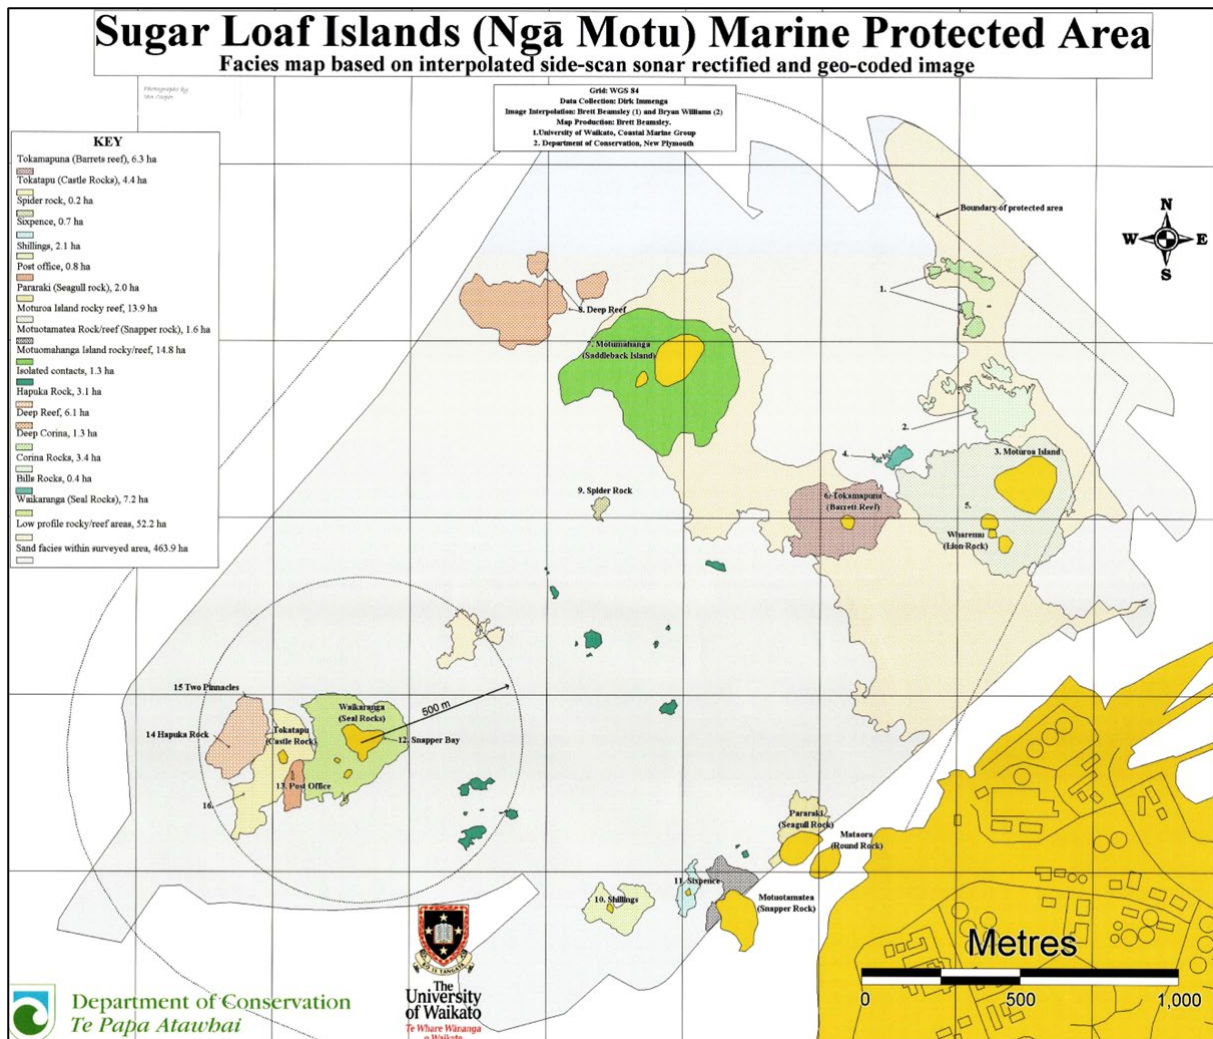 Sugar Loaf Islands (Ngā Motu) Marine Protected Area
Facies map based on interpolated side-scan sonar rectified and geo-coded image
Photographs by:
Grid: WGS 84
Data Collection: Dirk Immenga
Image Interpolation: Brett Beamsley (1) and Bryan Williams (2)
Map Production: Brett Beamsley.
1.University of Waikato, Coastal Marine Group
2. Department of Conservation, New Plymouth
KEY
Tokamapuna (Barrets reef), 6.3 ha
Tokatapu (Castle Rocks), 4.4 ha
Spider rock, 0.2 ha
Sixpence, 0.7 ha
Shillings, 2.1 ha
Post office, 0.8 ha
Pararaki (Seagull rock), 2.0 ha
Moturoa Island rocky reef, 13.9 ha
Motuotamatea Rock/reef (Snapper rock), 1.6 ha
Motuomahanga Island rocky/reef, 14.8 ha
Isolated contacts, 1.3 ha
Hapuka Rock, 3.1 ha
Deep Reef, 6.1 ha
Deep Corina, 1.3 ha
Corina Rocks, 3.4 ha
Bills Rocks, 0.4 ha
Waikaranga (Seal Rocks), 7.2 ha
Low profile rocky/reef areas, 52.2 ha
Sand facies within surveyed area, 463.9 ha
Boundary of protected area
N
W
E
S
1.
8. Deep Reef
7. Motumahanga
(Saddleback Island)
2.
4.
3. Moturoa Island
9. Spider Rock
6. Tokamapuna
(Barrett Reef)
5.
Wharemu
(Lion Rock)
15 Two Pinnacles
14 Hapuka Rock
Tokatapu
(Castle Rock)
Waikaranga
(Seal Rocks)
500 m
12. Snapper Bay
13. Post Office
16.
Pararaki
(Seagull Rock)
Mataora
(Round Rock)
11. Sixpence
10. Shillings
Motuotamatea
(Snapper Rock)
Metres
0
500
1,000
Department of Conservation
Te Papa Atawhai
KO TE TANGATA
The
University
of Waikato
Te Whare Wānanga
o Waikato